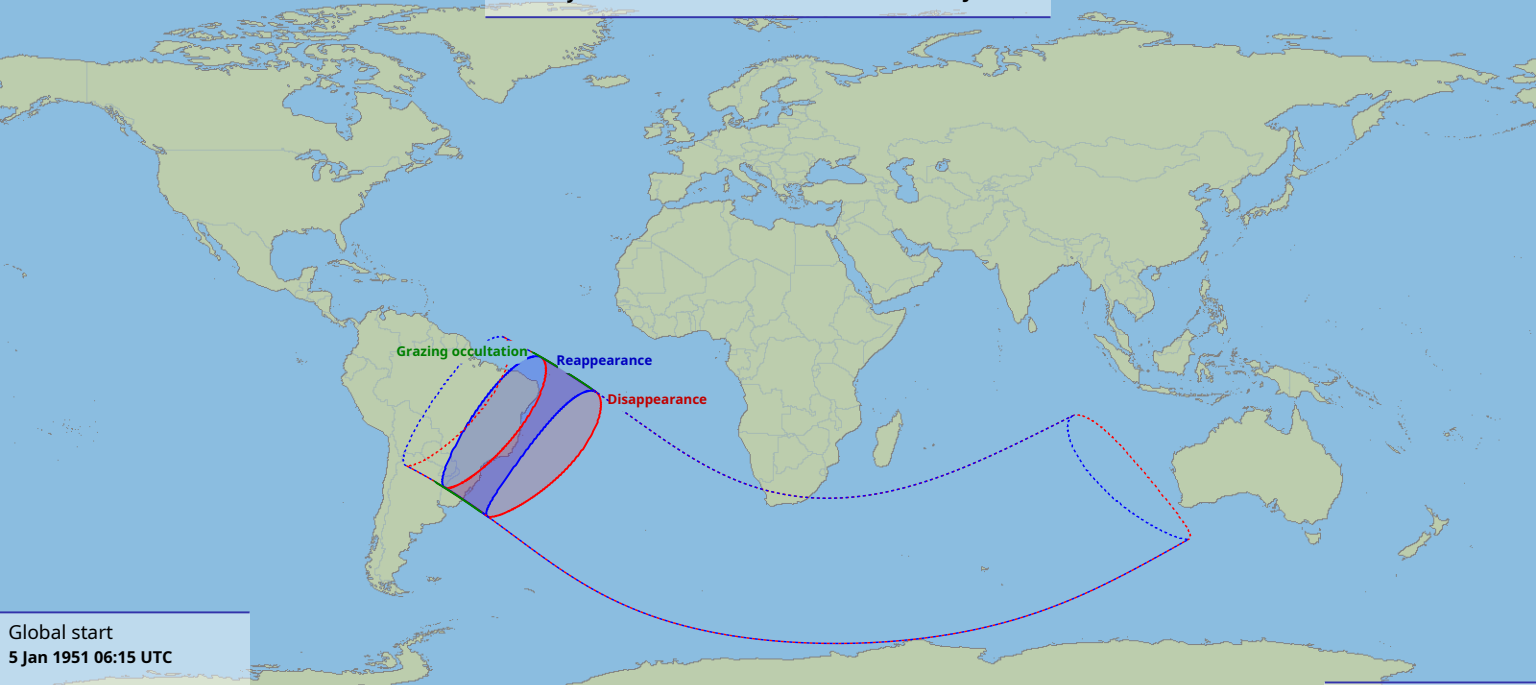 Grazing occultation
Reappearance
Disappearance
Global start
5 Jan 1951 06:15 UTC